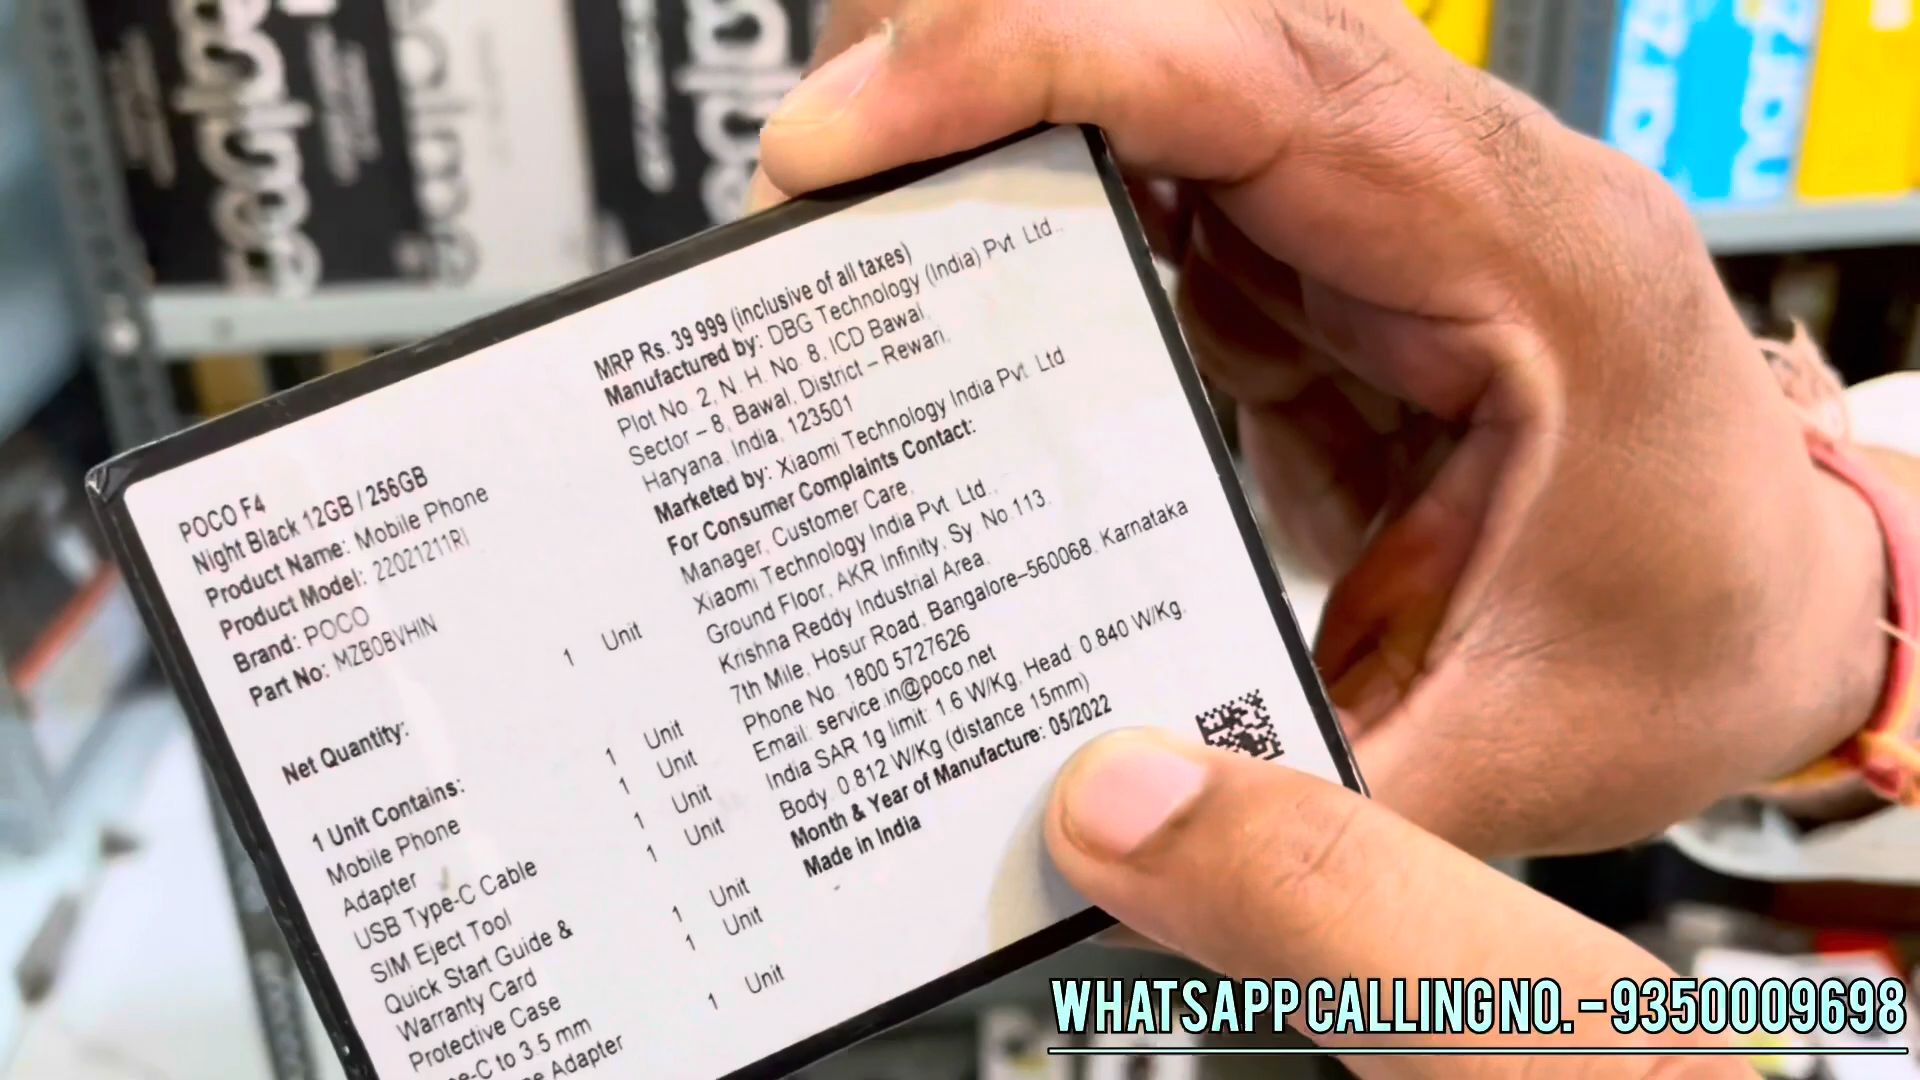 POCO F4
Night Black 12GB / 256GB
Product Name: Mobile Phone
Product Model: 22021211RI
Brand: POCO
Part No: MZB0BVHIN
Net Quantity: 1 Unit
1 Unit Contains:
Mobile Phone 1 Unit
Adapter 1 Unit
USB Type-C Cable 1 Unit
SIM Eject Tool 1 Unit
Quick Start Guide & 1 Unit
Warranty Card 1 Unit
Protective Case
e-C to 3.5 mm 1 Unit
e Adapter
MRP Rs. 39 999 (inclusive of all taxes)
Manufactured by: DBG Technology (India) Pvt Ltd.,
Plot No. 2, N. H. No. 8, ICD Bawal,
Sector – 8, Bawal, District – Rewari,
Haryana, India, 123501
Marketed by: Xiaomi Technology India Pvt. Ltd
For Consumer Complaints Contact:
Manager, Customer Care,
Xiaomi Technology India Pvt. Ltd.,
Ground Floor, AKR Infinity, Sy. No.113,
Krishna Reddy Industrial Area,
7th Mile, Hosur Road, Bangalore–560068, Karnataka
Phone No. 1800 5727626
Email: service.in@poco.net
India SAR 1g limit: 1.6 W/Kg, Head 0.840 W/Kg,
Body 0.812 W/Kg (distance 15mm)
Month & Year of Manufacture: 05/2022
Made in India
WHATSAPP CALLING NO. - 9350009698